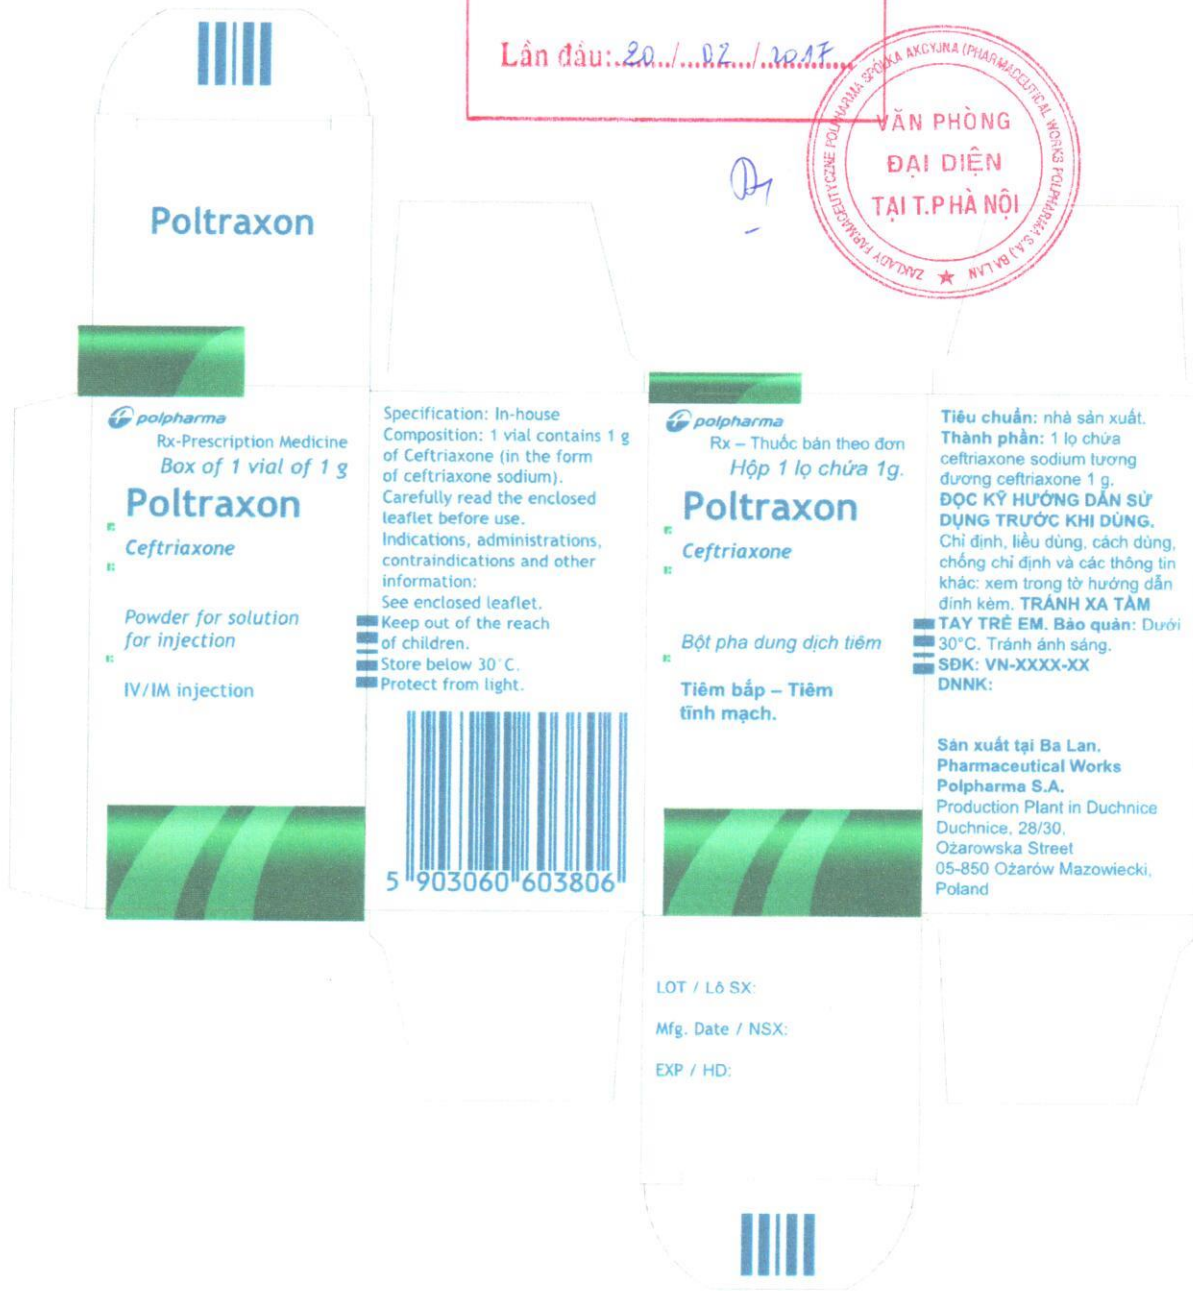 Lần đầu: 20 / 02 / 2017
ZAKLADY FARMACEUTYCZNE POLPHARMA SPÓŁKA AKCYJNA (PHARMACEUTICAL WORKS POLPHARMA S.A.) BA LAN
VĂN PHÒNG
ĐẠI DIỆN
TẠI T.P HÀ NỘI
Poltraxon
polpharma
Rx-Prescription Medicine
Box of 1 vial of 1 g
Poltraxon
Ceftriaxone
Powder for solution
for injection
IV/IM injection
Specification: In-house
Composition: 1 vial contains 1 g
of Ceftriaxone (in the form
of ceftriaxone sodium).
Carefully read the enclosed
leaflet before use.
Indications, administrations,
contraindications and other
information:
See enclosed leaflet.
Keep out of the reach
of children.
Store below 30°C.
Protect from light.
5 903060 603806
polpharma
Rx – Thuốc bán theo đơn
Hộp 1 lọ chứa 1g.
Poltraxon
Ceftriaxone
Bột pha dung dịch tiêm
Tiêm bắp – Tiêm
tĩnh mạch.
Tiêu chuẩn: nhà sản xuất.
Thành phần: 1 lọ chứa
ceftriaxone sodium tương
đương ceftriaxone 1 g.
ĐỌC KỸ HƯỚNG DẪN SỬ
DỤNG TRƯỚC KHI DÙNG.
Chỉ định, liều dùng, cách dùng,
chống chỉ định và các thông tin
khác: xem trong tờ hướng dẫn
đính kèm. TRÁNH XA TẦM
TAY TRẺ EM. Bảo quản: Dưới
30°C. Tránh ánh sáng.
SĐK: VN-XXXX-XX
DNNK:
Sản xuất tại Ba Lan.
Pharmaceutical Works
Polpharma S.A.
Production Plant in Duchnice
Duchnice, 28/30,
Ożarowska Street
05-850 Ożarów Mazowiecki,
Poland
LOT / Lô SX:
Mfg. Date / NSX:
EXP / HD: